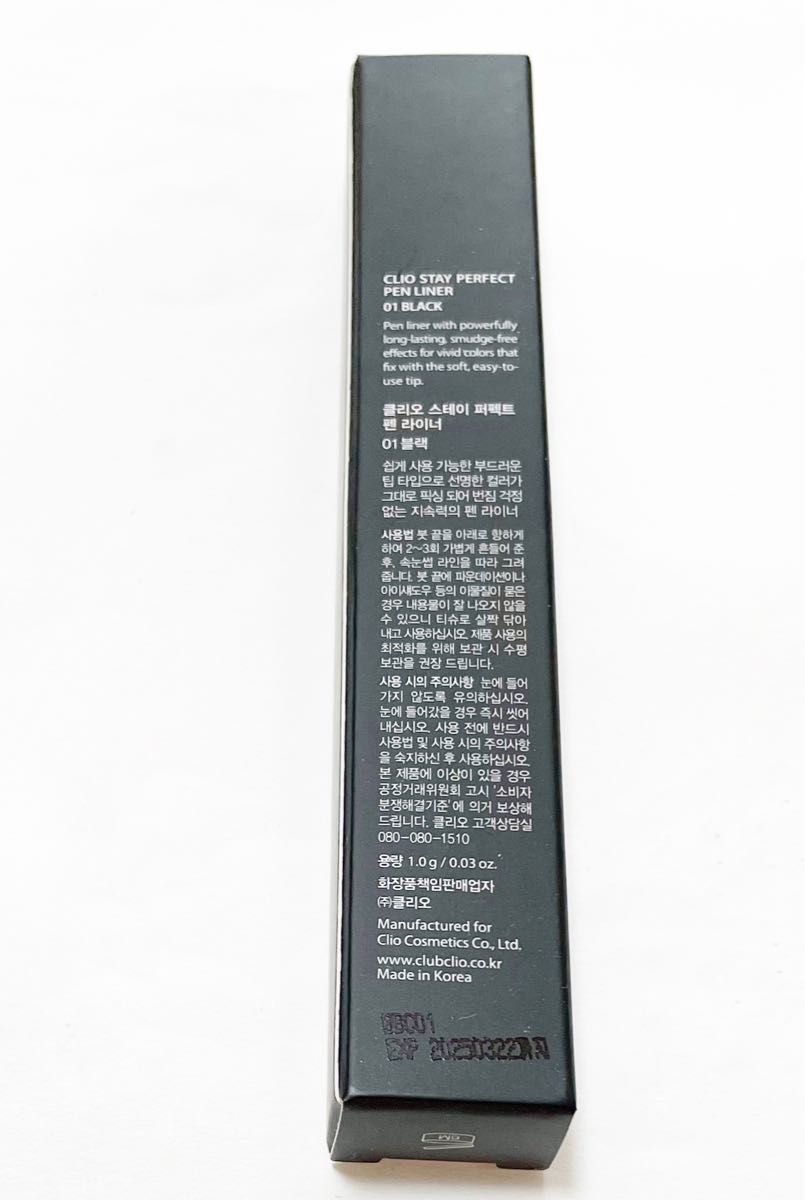 CLIO STAY PERFECT
PEN LINER
01 BLACK
Pen liner with powerfully
long-lasting, smudge-free
effects for vivid colors that
fix with the soft, easy-to-
use tip.
클리오 스테이 퍼펙트
펜 라이너
01 블랙
쉽게 사용 가능한 부드러운
팁 타입으로 선명한 컬러가
그대로 픽싱 되어 번짐 걱정
없는 지속력의 펜 라이너
사용법 붓 끝을 아래로 향하게
하여 2~3회 가볍게 흔들어 준
후, 속눈썹 라인을 따라 그려
줍니다. 붓 끝에 파운데이션이나
아이섀도우 등의 이물질이 묻은
경우 내용물이 잘 나오지 않을
수 있으니 티슈로 살짝 닦아
내고 사용하십시오. 제품 사용의
최적화를 위해 보관 시 수평
보관을 권장 드립니다.
사용 시의 주의사항 눈에 들어
가지 않도록 유의하십시오.
눈에 들어갔을 경우 즉시 씻어
내십시오. 사용 전에 반드시
사용법 및 사용 시의 주의사항
을 숙지하신 후 사용하십시오.
본 제품에 이상이 있을 경우
공정거래위원회 고시 '소비자
분쟁해결기준'에 의거 보상해
드립니다. 클리오 고객상담실
080-080-1510
용량 1.0 g / 0.03 oz.
화장품책임판매업자
㈜클리오
Manufactured for
Clio Cosmetics Co., Ltd.
www.clubclio.co.kr
Made in Korea
EXP 20250322까지
GM